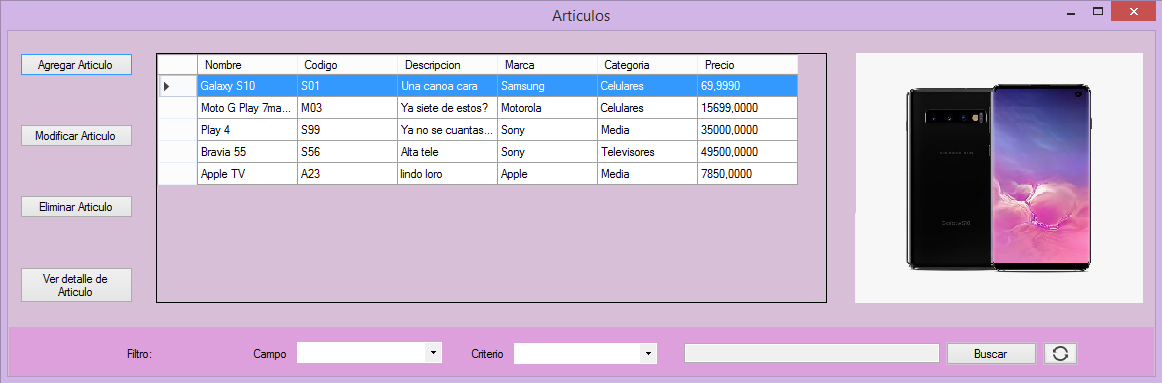 Articulos
Agregar Articulo
Modificar Articulo
Eliminar Articulo
Ver detalle de
Articulo
Nombre Codigo Descripcion Marca Categoria Precio
Galaxy S10 S01 Una canoa cara Samsung Celulares 69,9990
Moto G Play 7ma... M03 Ya siete de estos? Motorola Celulares 15699,0000
Play 4 S99 Ya no se cuantas... Sony Media 35000,0000
Bravia 55 S56 Alta tele Sony Televisores 49500,0000
Apple TV A23 lindo loro Apple Media 7850,0000
Filtro: Campo Criterio Buscar